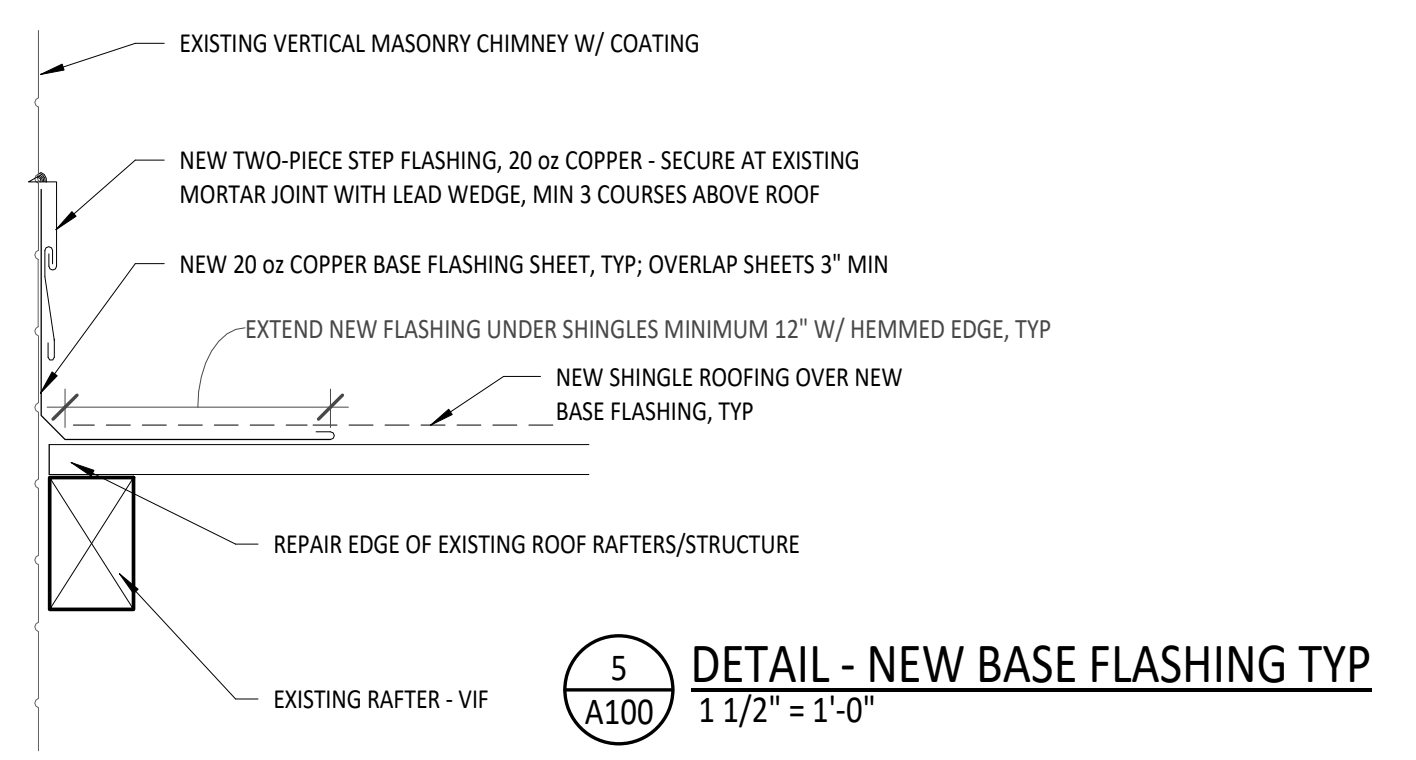 EXISTING VERTICAL MASONRY CHIMNEY W/ COATING
NEW TWO-PIECE STEP FLASHING, 20 oz COPPER - SECURE AT EXISTING
MORTAR JOINT WITH LEAD WEDGE, MIN 3 COURSES ABOVE ROOF
NEW 20 oz COPPER BASE FLASHING SHEET, TYP; OVERLAP SHEETS 3" MIN
EXTEND NEW FLASHING UNDER SHINGLES MINIMUM 12" W/ HEMMED EDGE, TYP
NEW SHINGLE ROOFING OVER NEW
BASE FLASHING, TYP
REPAIR EDGE OF EXISTING ROOF RAFTERS/STRUCTURE
EXISTING RAFTER - VIF
5
A100
DETAIL - NEW BASE FLASHING TYP
1 1/2" = 1'-0"